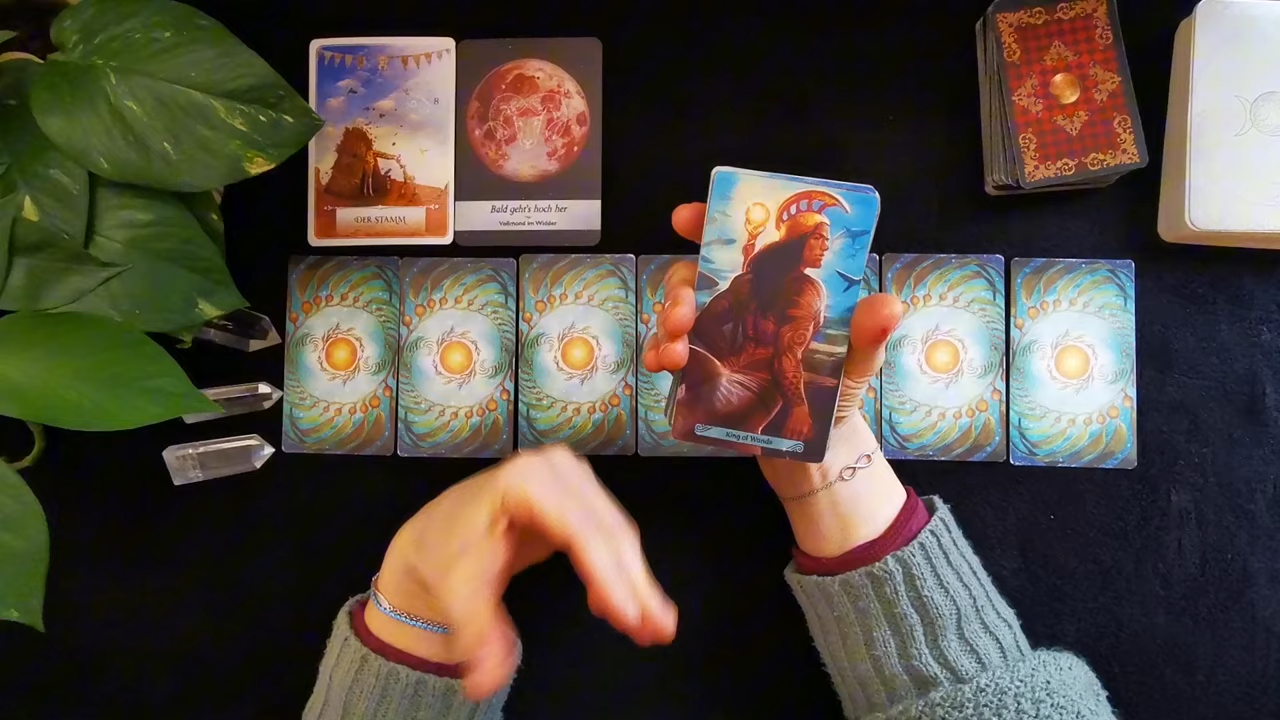 8
DER STAMM
Bald geht's hoch her
Vollmond im Widder
King of Wands